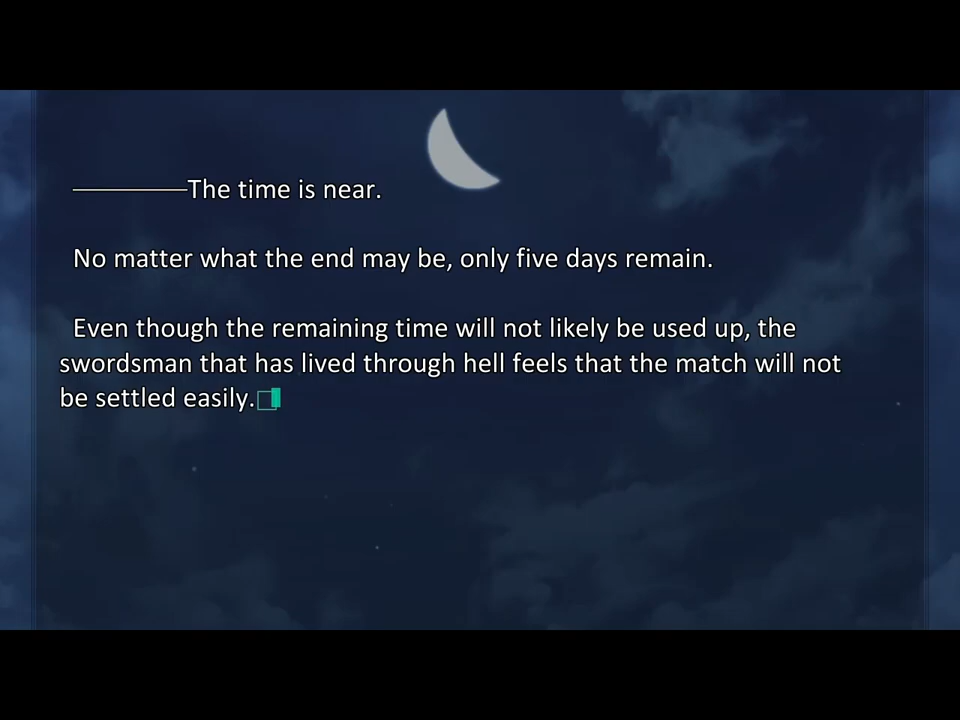 ————The time is near.
No matter what the end may be, only five days remain.
Even though the remaining time will not likely be used up, the
swordsman that has lived through hell feels that the match will not
be settled easily.